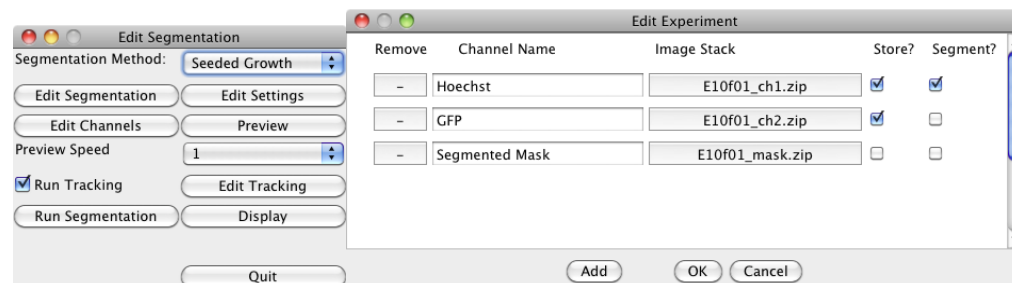 Edit Segmentation
Segmentation Method: Seeded Growth
Edit Segmentation Edit Settings
Edit Channels Preview
Preview Speed 1
Run Tracking Edit Tracking
Run Segmentation Display
Quit
Edit Experiment
Remove Channel Name Image Stack Store? Segment?
- Hoechst E10f01_ch1.zip
- GFP E10f01_ch2.zip
- Segmented Mask E10f01_mask.zip
Add OK Cancel